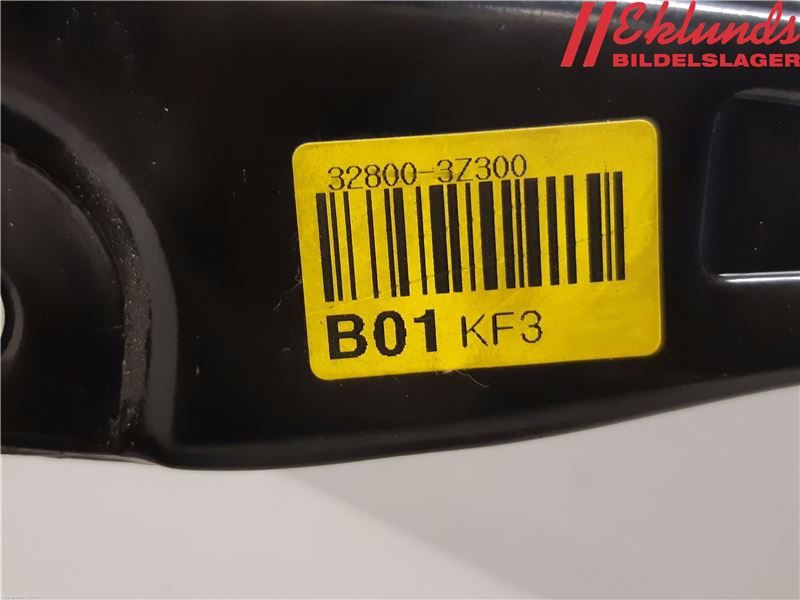 Eklunds
BILDELSLAGER
32800-3Z300
B01 KF3